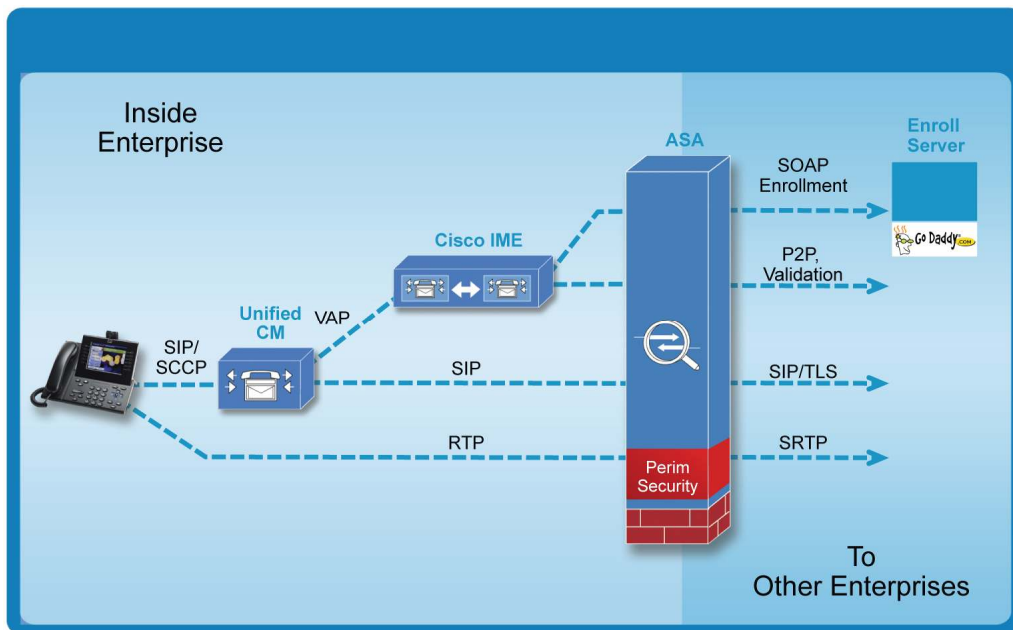 Inside
Enterprise
ASA
Enroll
Server
SOAP
Enrollment
Go Daddy
.COM
Cisco IME
P2P,
Validation
Unified
CM
VAP
SIP/
SCCP
SIP
SIP/TLS
RTP
SRTP
Perim
Security
To
Other Enterprises